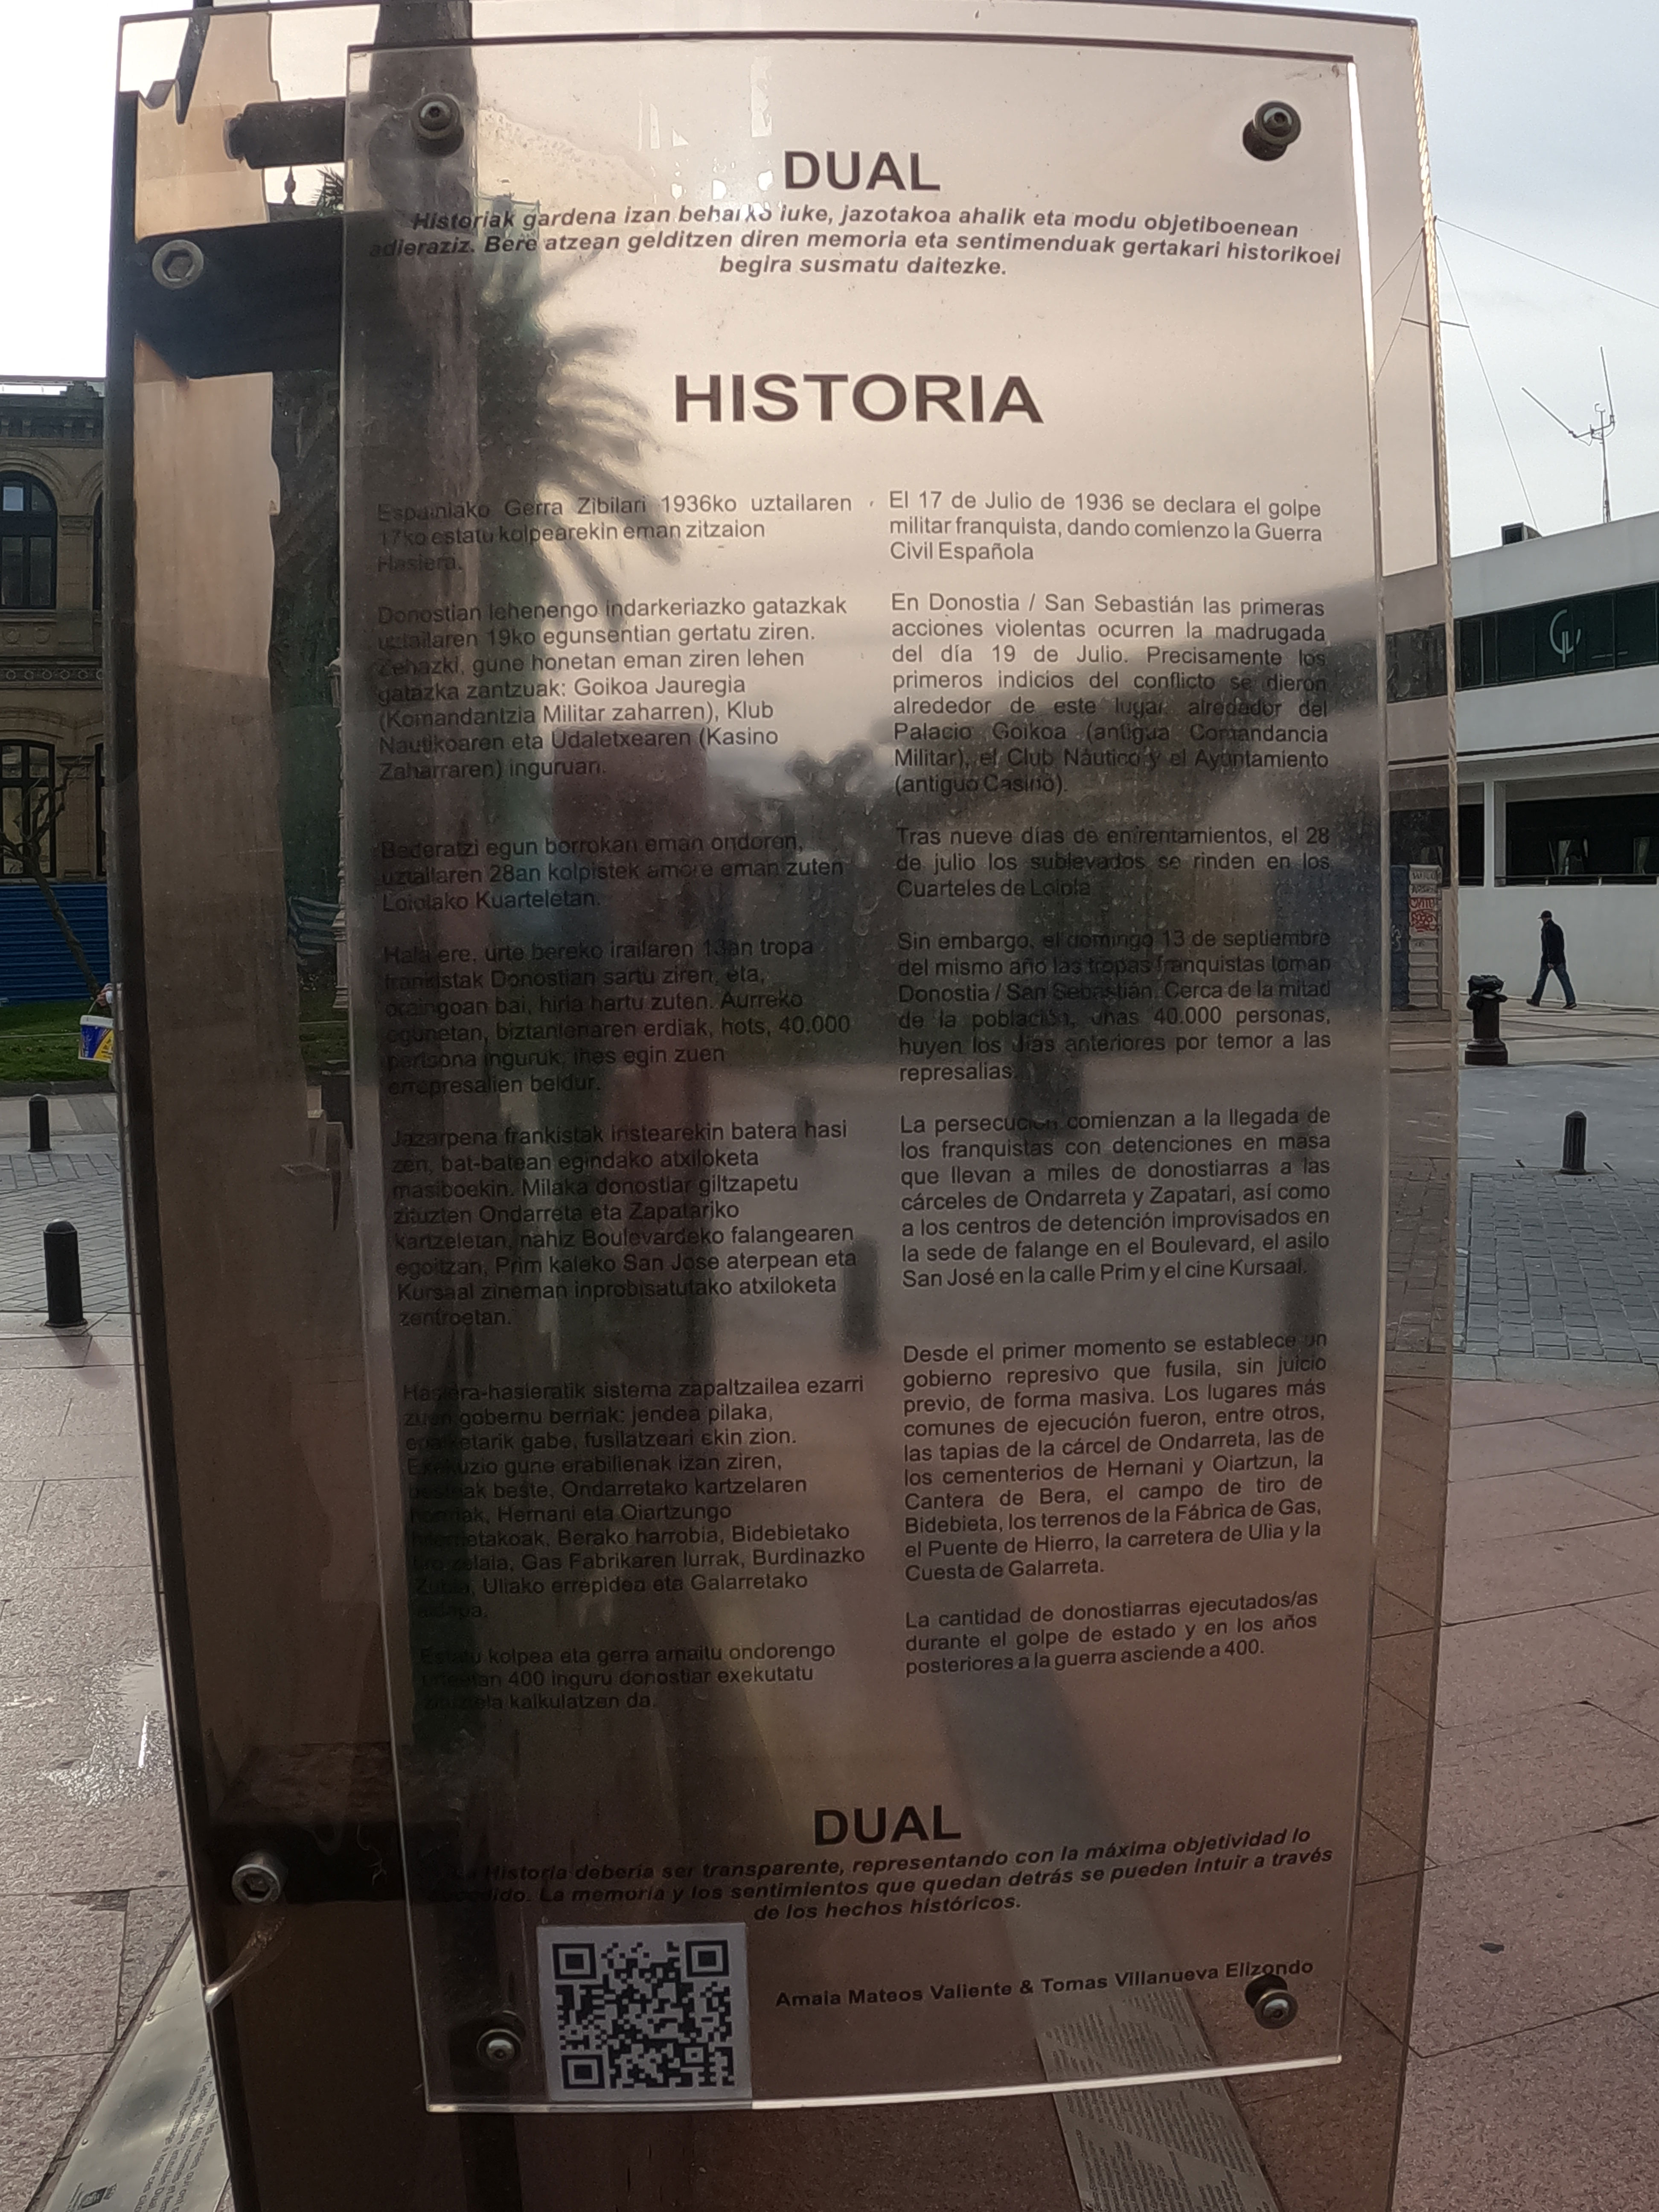 DUAL
Historiak gardena izan beharko luke, jazotakoa ahalik eta modu objetiboenean
adieraziz. Bere atzean gelditzen diren memoria eta sentimenduak gertakari historikoei
begira susmatu daitezke.
HISTORIA
Espainiako Gerra Zibilari 1936ko uztailaren
17ko estatu kolpearekin eman zitzaion
Hasiera.
Donostian lehenengo indarkeriazko gatazkak
uztailaren 19ko egunsentian gertatu ziren.
Zehazki, gune honetan eman ziren lehen
gatazka zantzuak: Goikoa Jauregia
(Komandantzia Militar zaharren), Klub
Nautikoaren eta Udaletxearen (Kasino
Zaharraren) inguruan.
Bederatzi egun borrokan eman ondoren,
uztailaren 28an kolpistek amore eman zuten
Loiolako Kuarteletan.
Hala ere, urte bereko irailaren 13an tropa
frankistak Donostian sartu ziren, eta,
oraingoan bai, hiria hartu zuten. Aurreko
egunetan, biztanleriaren erdiak, hots, 40.000
pertsona inguruk, ihes egin zuen
errepresalien beldur.
Jazarpena frankistak iristearekin batera hasi
zen, bat-batean egindako atxiloketa
masiboekin. Milaka donostiar giltzapetu
zituzten Ondarreta eta Zapatariko
kartzeletan, nahiz Boulevardeko falangearen
egoitzan, Prim kaleko San Jose aterpean eta
Kursaal zineman inprobisatutako atxiloketa
zentroetan.
Hasiera-hasieratik sistema zapaltzailea ezarri
zuen gobernu berriak: jendea pilaka,
epaiketarik gabe, fusilatzeari ekin zion.
Exekuzio gune erabilienak izan ziren,
besteak beste, Ondarretako kartzelaren
hormak, Hernani eta Oiartzungo
hilerrietakoak, Berako harrobia, Bidebietako
tiro zelaia, Gas Fabrikaren lurrak, Burdinazko
Zubia, Uliako errepidea eta Galarretako
aldapa.
Estatu kolpea eta gerra amaitu ondorengo
urteetan 400 inguru donostiar exekutatu
zituztela kalkulatzen da.
El 17 de Julio de 1936 se declara el golpe
militar franquista, dando comienzo la Guerra
Civil Española
En Donostia / San Sebastián las primeras
acciones violentas ocurren la madrugada
del día 19 de Julio. Precisamente los
primeros indicios del conflicto se dieron
alrededor de este lugar, alrededor del
Palacio Goikoa (antigua Comandancia
Militar), el Club Náutico y el Ayuntamiento
(antiguo Casino).
Tras nueve días de enfrentamientos, el 28
de julio los sublevados se rinden en los
Cuarteles de Loiola
Sin embargo, el domingo 13 de septiembre
del mismo año las tropas franquistas toman
Donostia / San Sebastián. Cerca de la mitad
de la población, unas 40.000 personas,
huyen los días anteriores por temor a las
represalias.
La persecución comienzan a la llegada de
los franquistas con detenciones en masa
que llevan a miles de donostiarras a las
cárceles de Ondarreta y Zapatari, así como
a los centros de detención improvisados en
la sede de falange en el Boulevard, el asilo
San José en la calle Prim y el cine Kursaal.
Desde el primer momento se establece un
gobierno represivo que fusila, sin juicio
previo, de forma masiva. Los lugares más
comunes de ejecución fueron, entre otros,
las tapias de la cárcel de Ondarreta, las de
los cementerios de Hernani y Oiartzun, la
Cantera de Bera, el campo de tiro de
Bidebieta, los terrenos de la Fábrica de Gas,
el Puente de Hierro, la carretera de Ulia y la
Cuesta de Galarreta.
La cantidad de donostiarras ejecutados/as
durante el golpe de estado y en los años
posteriores a la guerra asciende a 400.
DUAL
La Historia debería ser transparente, representando con la máxima objetividad lo
sucedido. La memoria y los sentimientos que quedan detrás se pueden intuir a través
de los hechos históricos.
Amaia Mateos Valiente & Tomas Villanueva Elizondo